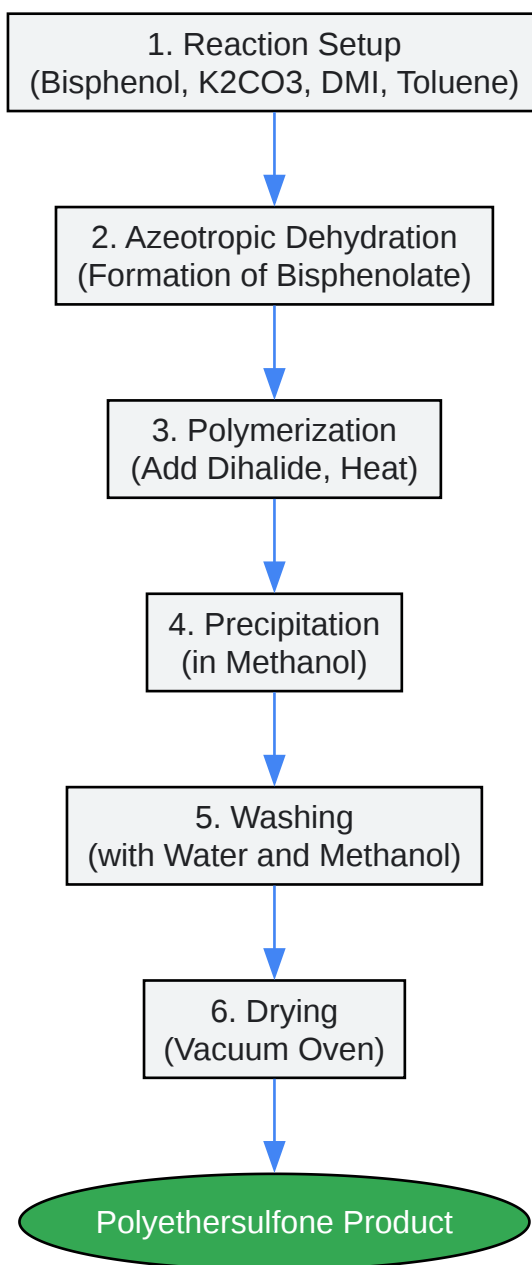 1. Reaction Setup
(Bisphenol, K2CO3, DMI, Toluene)
2. Azeotropic Dehydration
(Formation of Bisphenolate)
3. Polymerization
(Add Dihalide, Heat)
4. Precipitation
(in Methanol)
5. Washing
(with Water and Methanol)
6. Drying
(Vacuum Oven)
Polyethersulfone Product